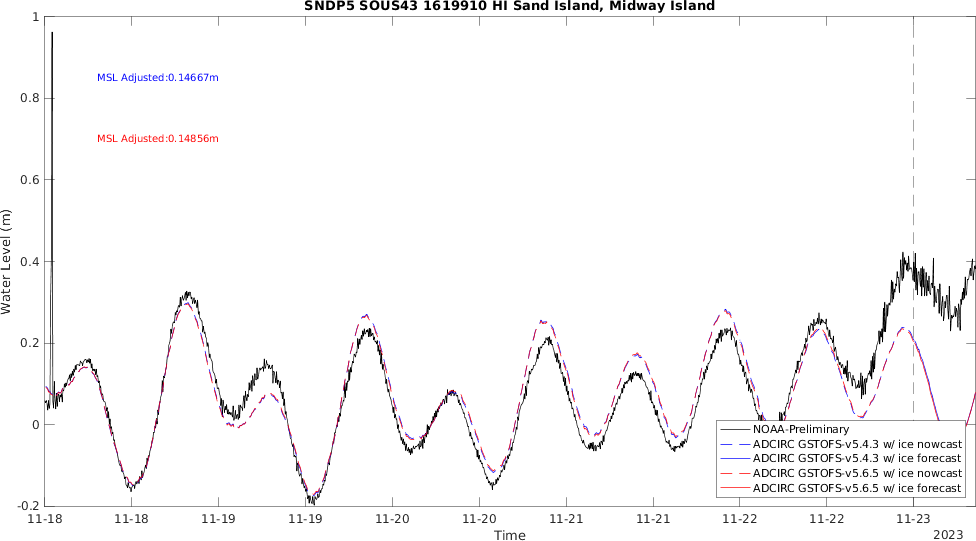 SNDP5 SOUS43 1619910 HI Sand Island, Midway Island
1
MSL Adjusted:0.14667m
0.8
MSL Adjusted:0.14856m
0.6
Water Level (m)
0.4
0.2
0
NOAA-Preliminary
ADCIRC GSTOFS-v5.4.3 w/ ice nowcast
ADCIRC GSTOFS-v5.4.3 w/ ice forecast
ADCIRC GSTOFS-v5.6.5 w/ ice nowcast
ADCIRC GSTOFS-v5.6.5 w/ ice forecast
-0.2
11-18 11-18 11-19 11-19 11-20 11-20 11-21 11-21 11-22 11-22 11-23
Time 2023